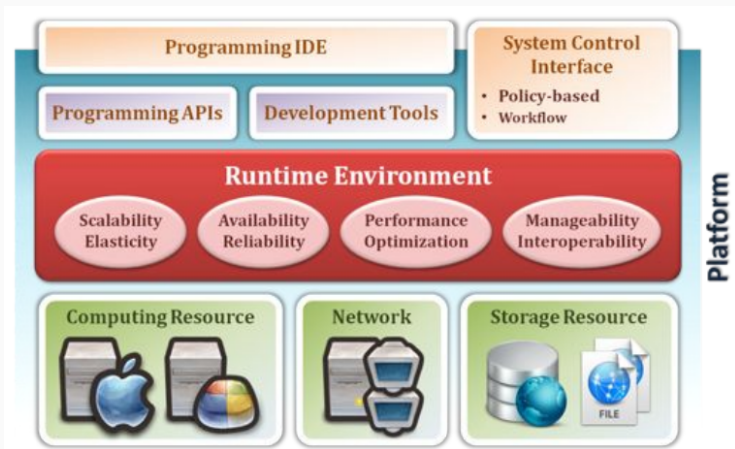 Programming IDE
System Control
Interface
• Policy-based
• Workflow
Programming APIs
Development Tools
Runtime Environment
Scalability
Elasticity
Availability
Reliability
Performance
Optimization
Manageability
Interoperability
Platform
Computing Resource
Network
Storage Resource
FILE